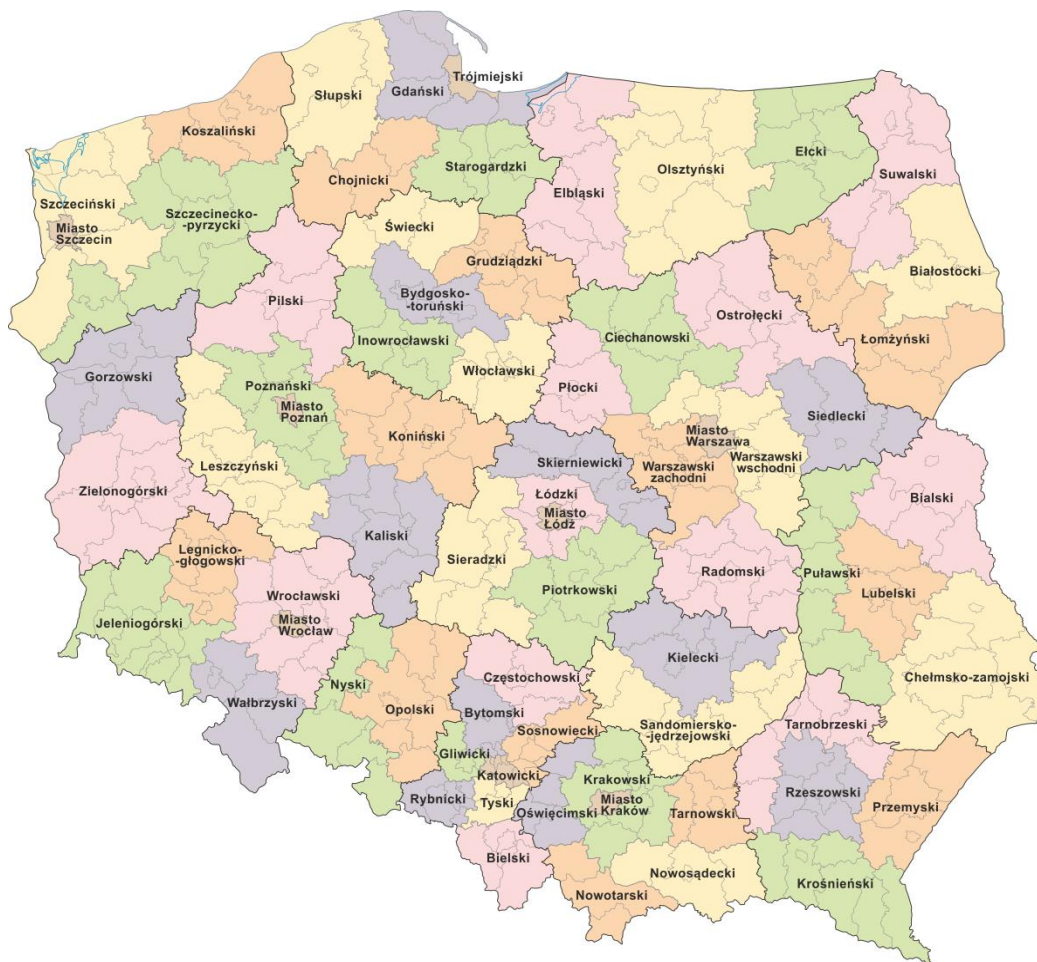 Trójmiejski
Gdański
Słupski
Koszaliński
Ełcki
Starogardzki
Olsztyński
Suwalski
Chojnicki
Elbląski
Szczeciński
Szczecinecko-
-pyrzycki
Miasto
Szczecin
Świecki
Grudziądzki
Białostocki
Pilski
Bydgosko-
-toruński
Ostrołęcki
Inowrocławski
Ciechanowski
Łomżyński
Włocławski
Gorzowski
Poznański
Płocki
Siedlecki
Miasto
Poznań
Miasto
Warszawa
Koniński
Warszawski
wschodni
Skierniewicki
Warszawski
zachodni
Leszczyński
Zielonogórski
Łódzki
Bialski
Miasto
Łódź
Kaliski
Legnicko-
-głogowski
Sieradzki
Radomski
Puławski
Piotrkowski
Lubelski
Wrocławski
Miasto
Wrocław
Jeleniogórski
Kielecki
Chełmsko-zamojski
Częstochowski
Nyski
Wałbrzyski
Opolski
Bytomski
Sandomiersko-
-jędrzejowski
Tarnobrzeski
Sosnowiecki
Gliwicki
Katowicki
Krakowski
Rzeszowski
Rybnicki
Tyski
Oświęcimski
Miasto
Kraków
Tarnowski
Przemyski
Bielski
Nowosądecki
Krośnieński
Nowotarski